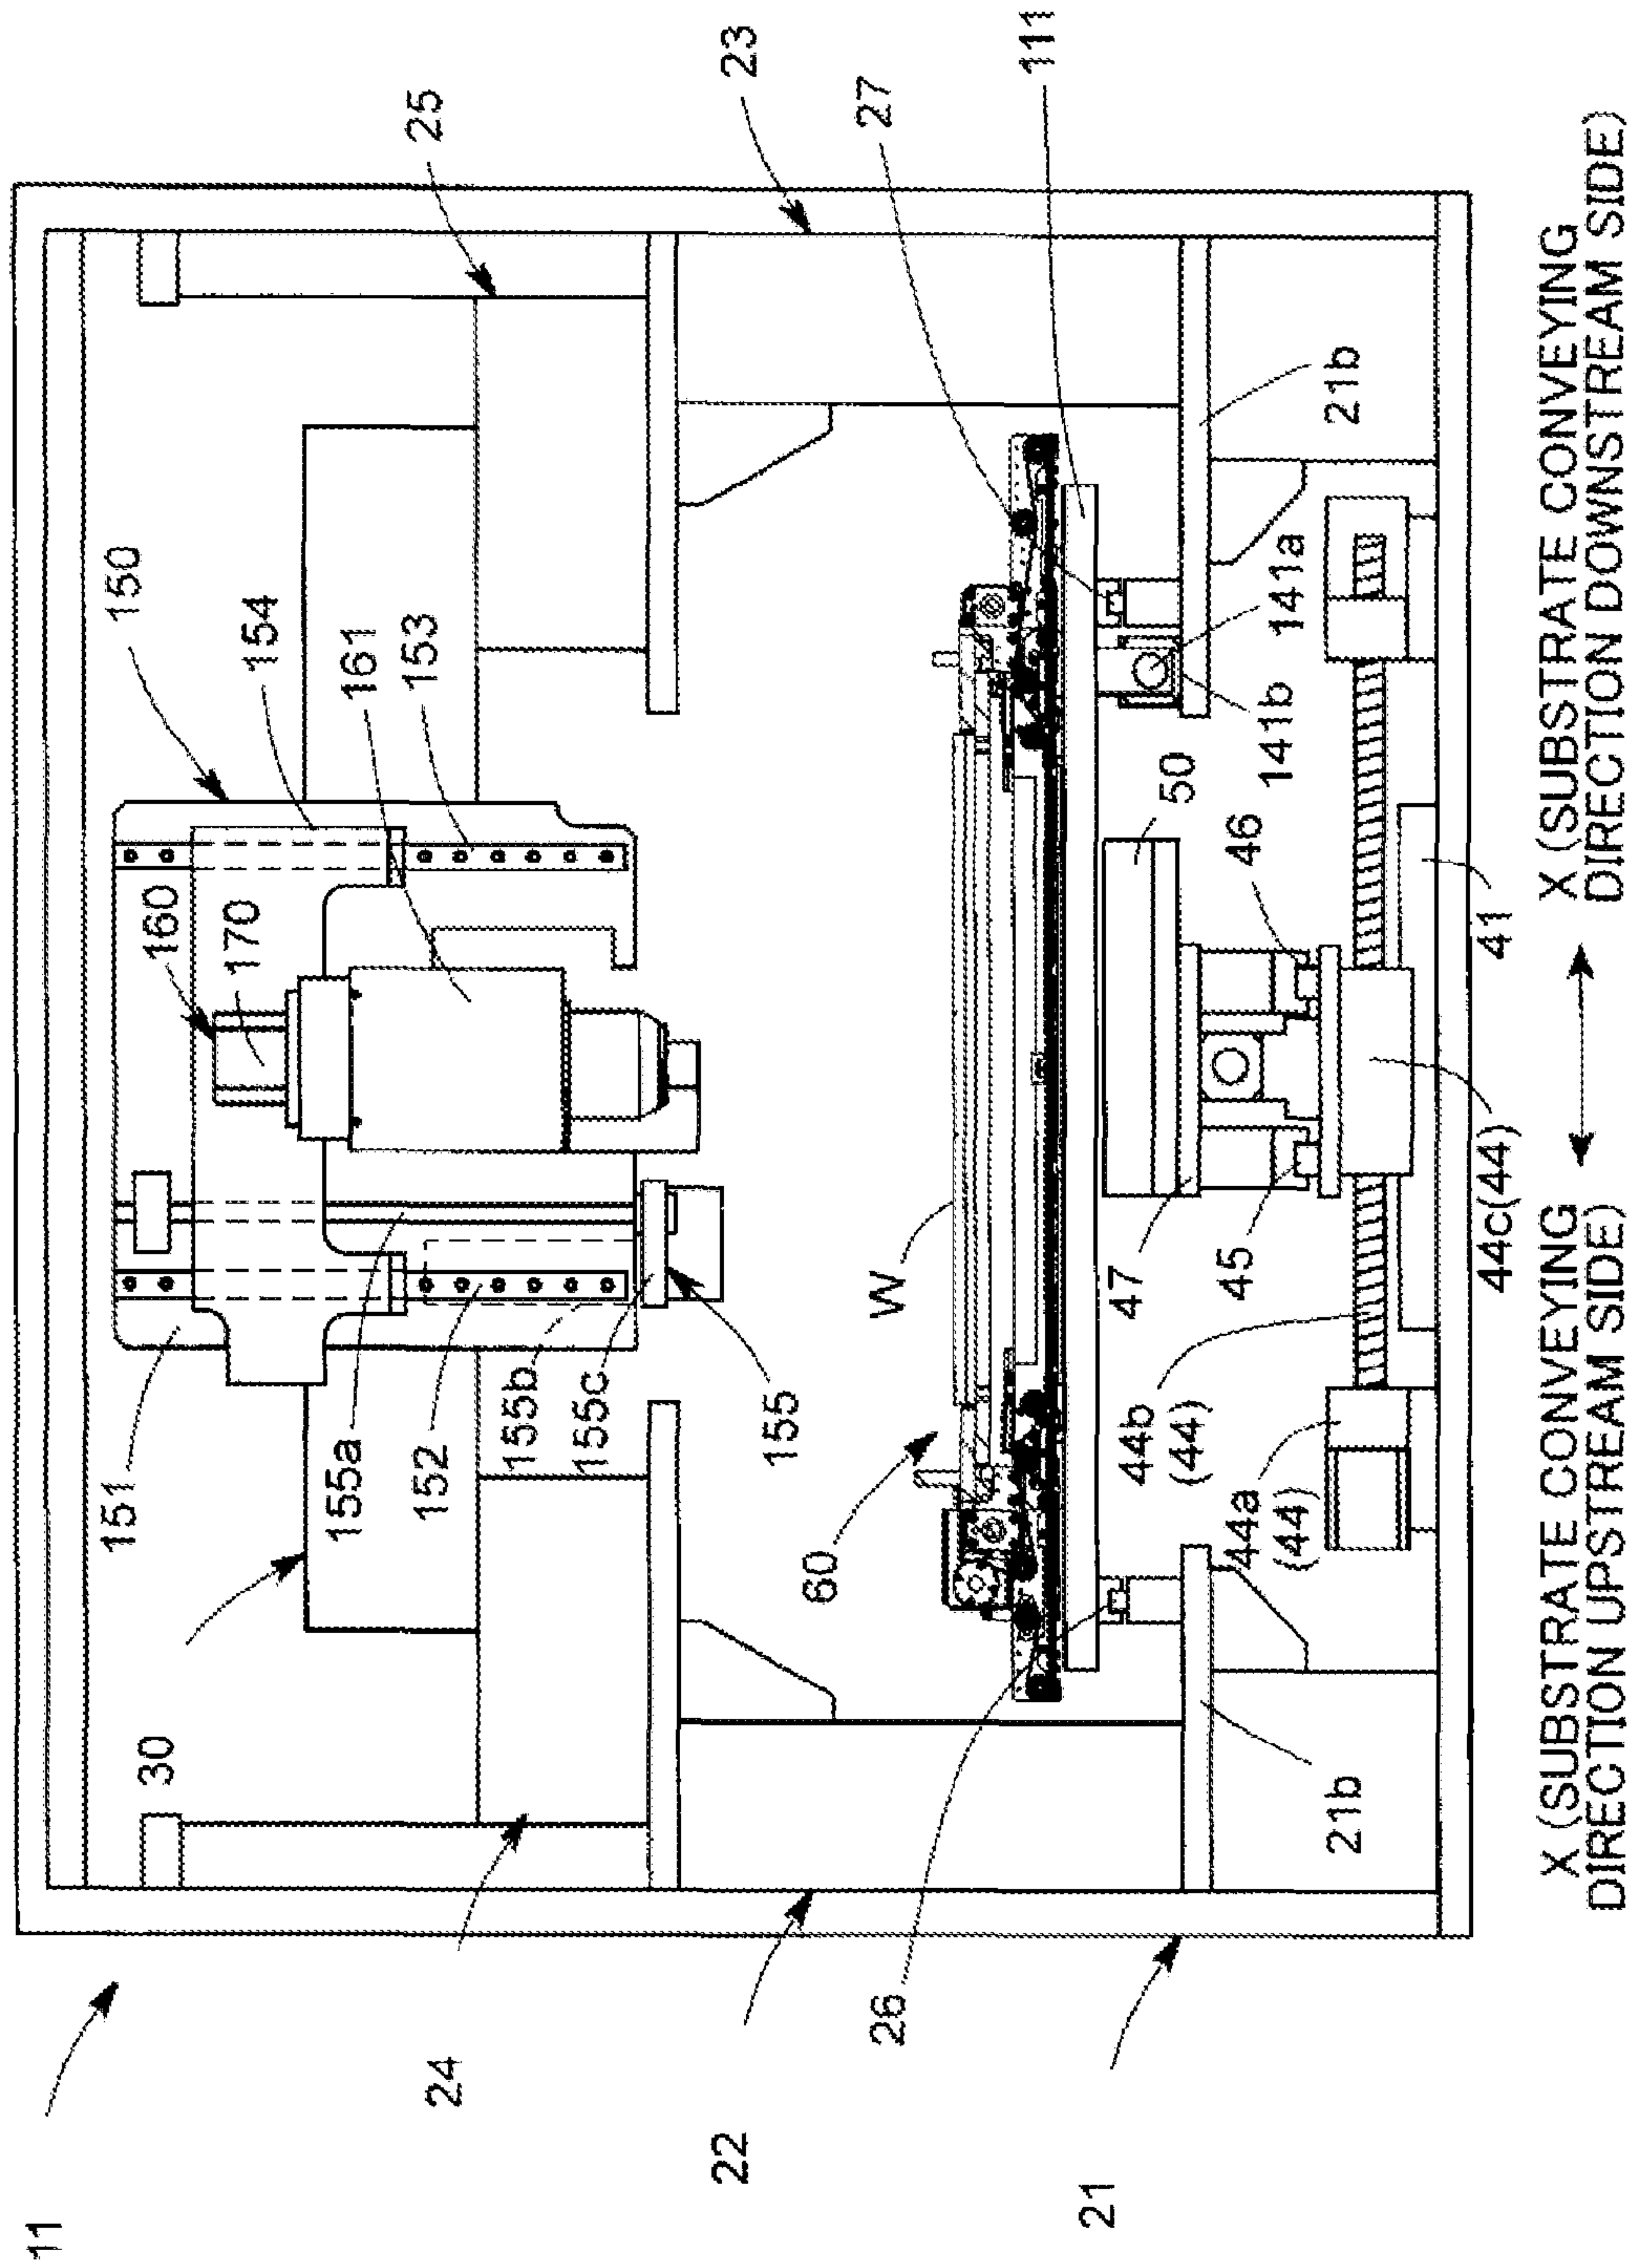 11
151
150
30
160
170
154
155a
161
24
152
153
25
155b
155c
22
155
23
60
W
27
26
111
21
47
44b
(44)
50
45
46
44a
(44)
141b
141a
21b
21b
44c(44)
41
X (SUBSTRATE CONVEYING
DIRECTION UPSTREAM SIDE)
X (SUBSTRATE CONVEYING
DIRECTION DOWNSTREAM SIDE)